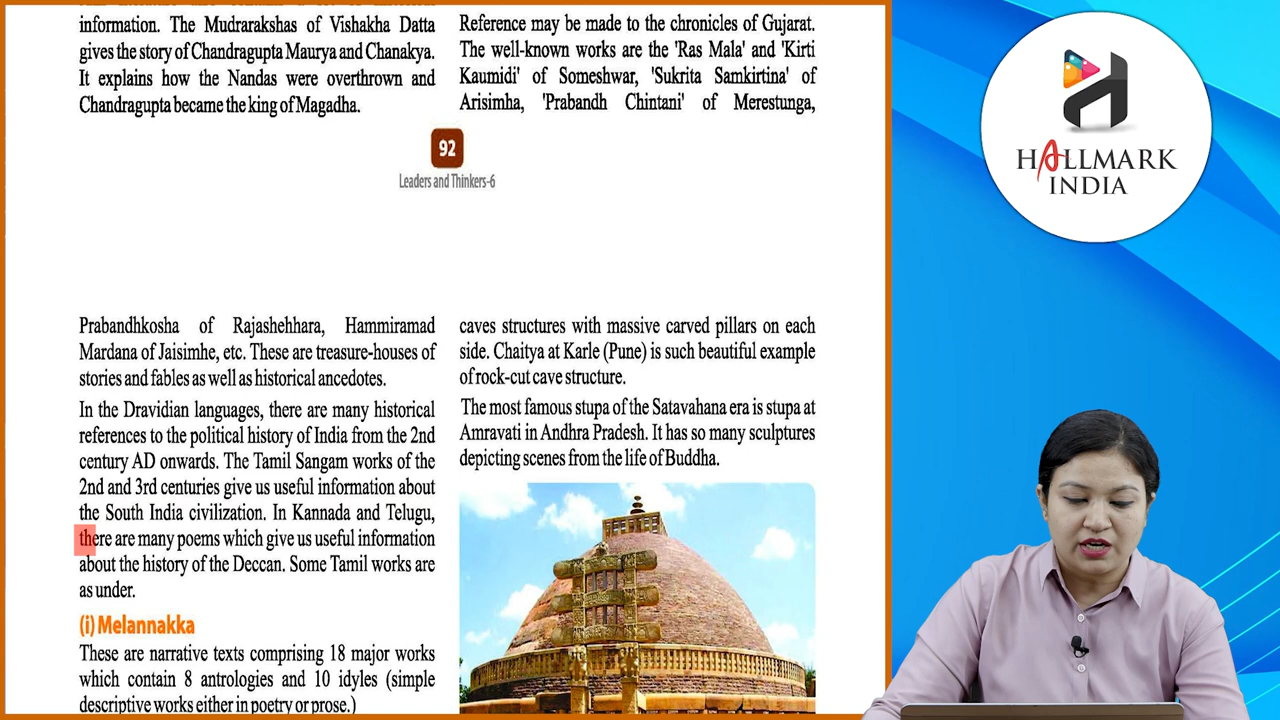 information. The Mudrarakshas of Vishakha Datta
gives the story of Chandragupta Maurya and Chanakya.
It explains how the Nandas were overthrown and
Chandragupta became the king of Magadha.
Reference may be made to the chronicles of Gujarat.
The well-known works are the 'Ras Mala' and 'Kirti
Kaumidi' of Someshwar, 'Sukrita Samkirtina' of
Arisimha, 'Prabandh Chintani' of Merestunga,
92
Leaders and Thinkers-6
Prabandhkosha of Rajashehhara, Hammiramad
Mardana of Jaisimhe, etc. These are treasure-houses of
stories and fables as well as historical ancedotes.
In the Dravidian languages, there are many historical
references to the political history of India from the 2nd
century AD onwards. The Tamil Sangam works of the
2nd and 3rd centuries give us useful information about
the South India civilization. In Kannada and Telugu,
there are many poems which give us useful information
about the history of the Deccan. Some Tamil works are
as under.
(i) Melannakka
These are narrative texts comprising 18 major works
which contain 8 antrologies and 10 idyles (simple
descriptive works either in poetry or prose.)
caves structures with massive carved pillars on each
side. Chaitya at Karle (Pune) is such beautiful example
of rock-cut cave structure.
The most famous stupa of the Satavahana era is stupa at
Amravati in Andhra Pradesh. It has so many sculptures
depicting scenes from the life of Buddha.
HALLMARK
INDIA